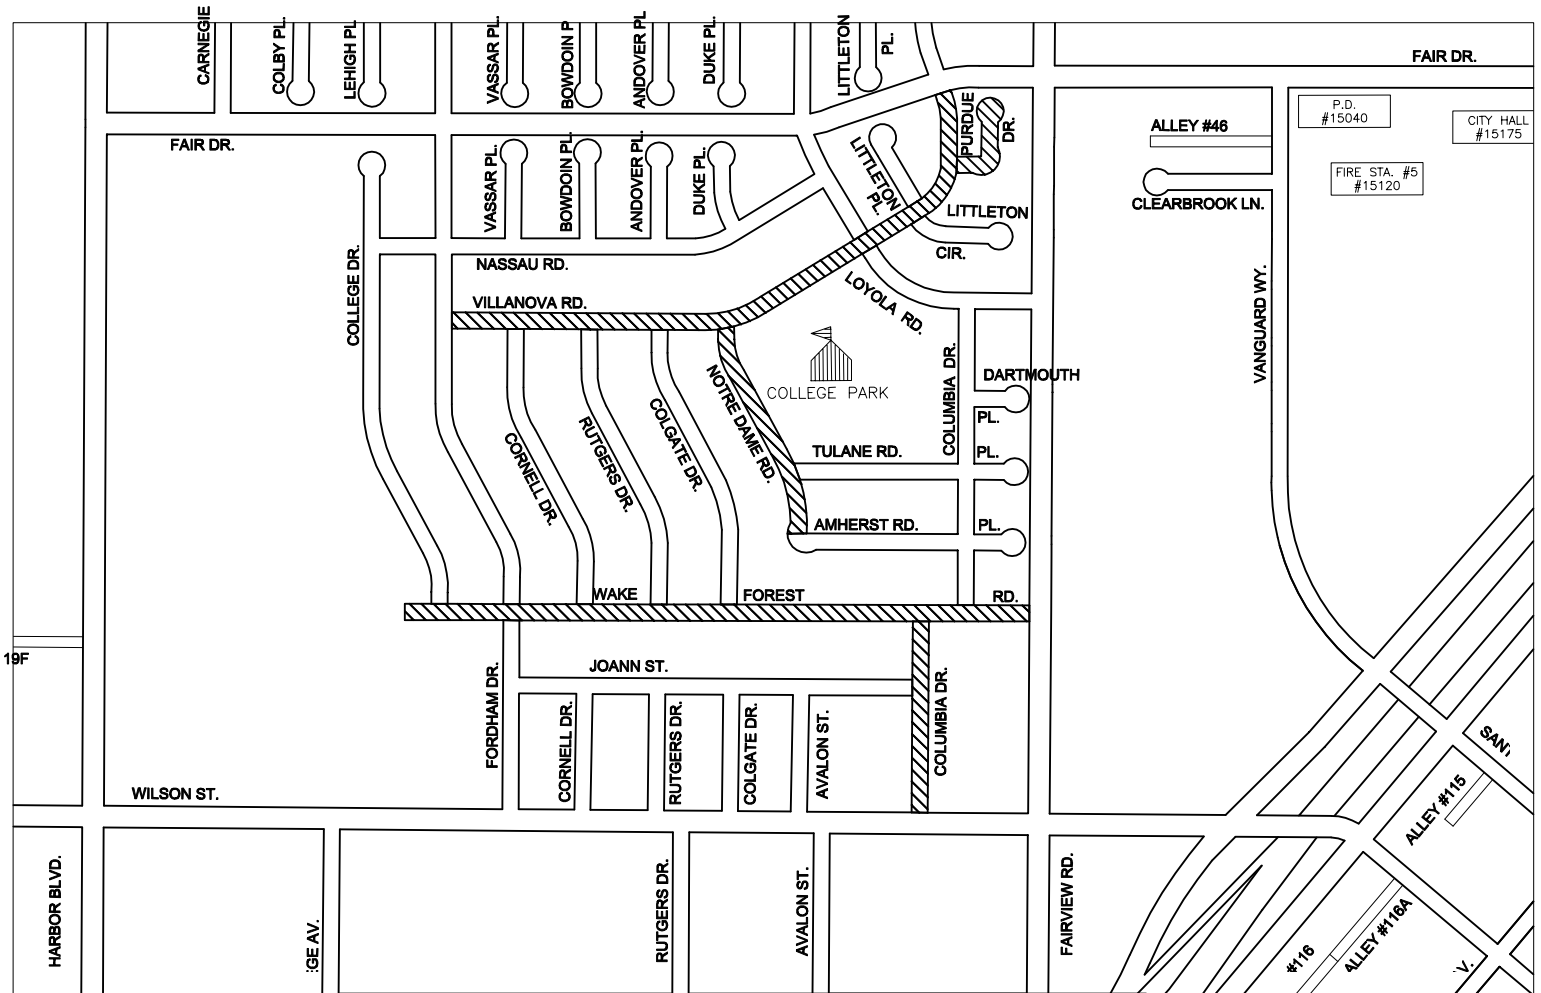 CARNEGIE
COLBY PL.
LEHIGH PL
VASSAR PL.
BOWDOIN P
ANDOVER PL
DUKE PL.
LITTLETON
PL.
FAIR DR.
PURDUE
DR.
ALLEY #46
P.D.
#15040
CITY HALL
#15175
FIRE STA. #5
#15120
FAIR DR.
VASSAR PL.
BOWDOIN PL.
ANDOVER PL.
DUKE PL.
LITTLETON
PL.
LITTLETON
CIR.
CLEARBROOK LN.
COLLEGE DR.
NASSAU RD.
VILLANOVA RD.
LOYOLA RD.
VANGUARD WY.
COLLEGE PARK
COLUMBIA DR.
DARTMOUTH
PL.
NOTRE DAME RD.
COLGATE DR.
RUTGERS DR.
CORNELL DR.
TULANE RD.
PL.
AMHERST RD.
PL.
WAKE FOREST RD.
19F
JOANN ST.
FORDHAM DR.
CORNELL DR.
RUTGERS DR.
COLGATE DR.
AVALON ST.
COLUMBIA DR.
WILSON ST.
SANT
ALLEY #115
HARBOR BLVD.
GE AV.
RUTGERS DR.
AVALON ST.
FAIRVIEW RD.
#116
ALLEY #116A
V.